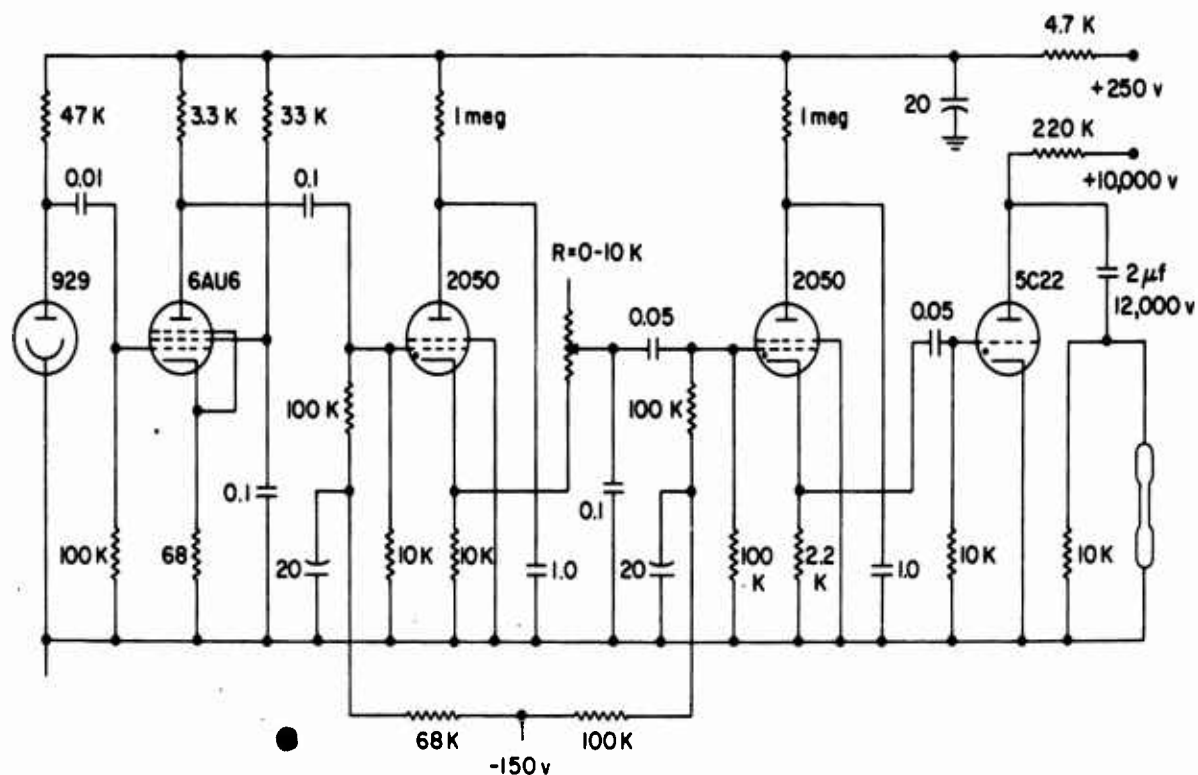 4.7 K
+250 v
47 K
3.3 K
33 K
1 meg
1 meg
20
220 K
+10,000 v
0.01
0.1
R=0-10 K
929
6AU6
2050
2050
5C22
2 μf
12,000 v
0.05
0.05
100 K
100 K
0.1
0.1
100 K
68
20
10 K
10 K
1.0
20
100
K
2.2
K
1.0
10 K
10 K
68 K
100K
-150 v